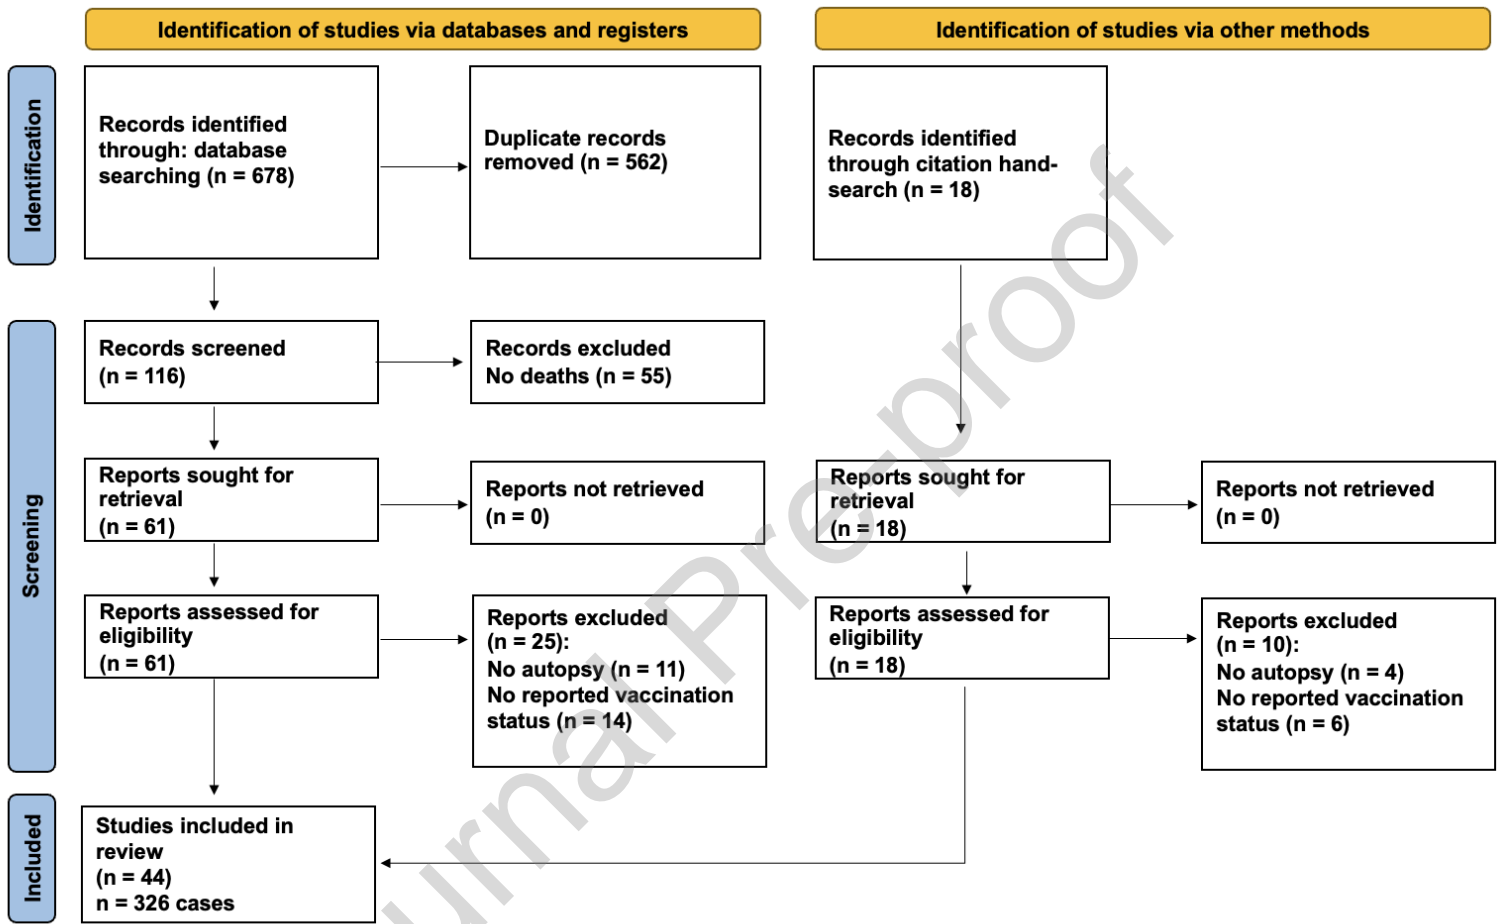 Identification of studies via databases and registers
Identification of studies via other methods
Identification
Records identified
through: database
searching (n = 678)
Duplicate records
removed (n = 562)
Records identified
through citation hand-
search (n = 18)
Screening
Records screened
(n = 116)
Records excluded
No deaths (n = 55)
Reports sought for
retrieval
(n = 61)
Reports not retrieved
(n = 0)
Reports sought for
retrieval
(n = 18)
Reports not retrieved
(n = 0)
Reports assessed for
eligibility
(n = 61)
Reports excluded
(n = 25):
No autopsy (n = 11)
No reported vaccination
status (n = 14)
Reports assessed for
eligibility
(n = 18)
Reports excluded
(n = 10):
No autopsy (n = 4)
No reported vaccination
status (n = 6)
Included
Studies included in
review
(n = 44)
n = 326 cases
urnal Pre-proof